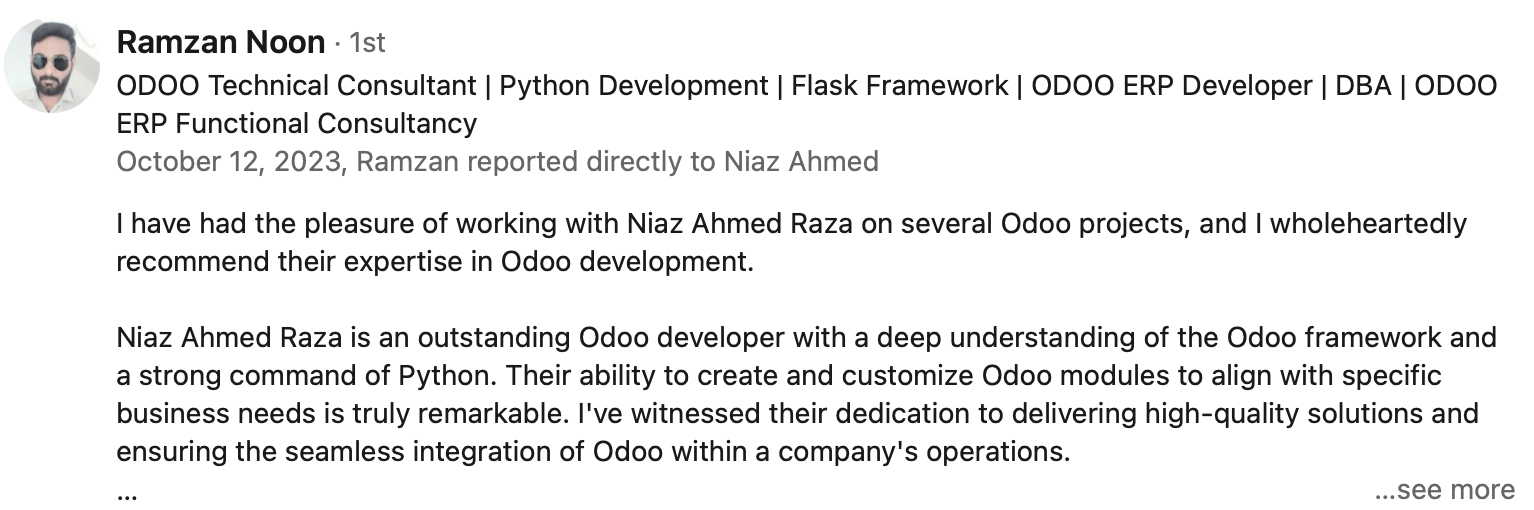 Ramzan Noon · 1st
ODOO Technical Consultant | Python Development | Flask Framework | ODOO ERP Developer | DBA | ODOO
ERP Functional Consultancy
October 12, 2023, Ramzan reported directly to Niaz Ahmed
I have had the pleasure of working with Niaz Ahmed Raza on several Odoo projects, and I wholeheartedly
recommend their expertise in Odoo development.
Niaz Ahmed Raza is an outstanding Odoo developer with a deep understanding of the Odoo framework and
a strong command of Python. Their ability to create and customize Odoo modules to align with specific
business needs is truly remarkable. I've witnessed their dedication to delivering high-quality solutions and
ensuring the seamless integration of Odoo within a company's operations.
... ...see more